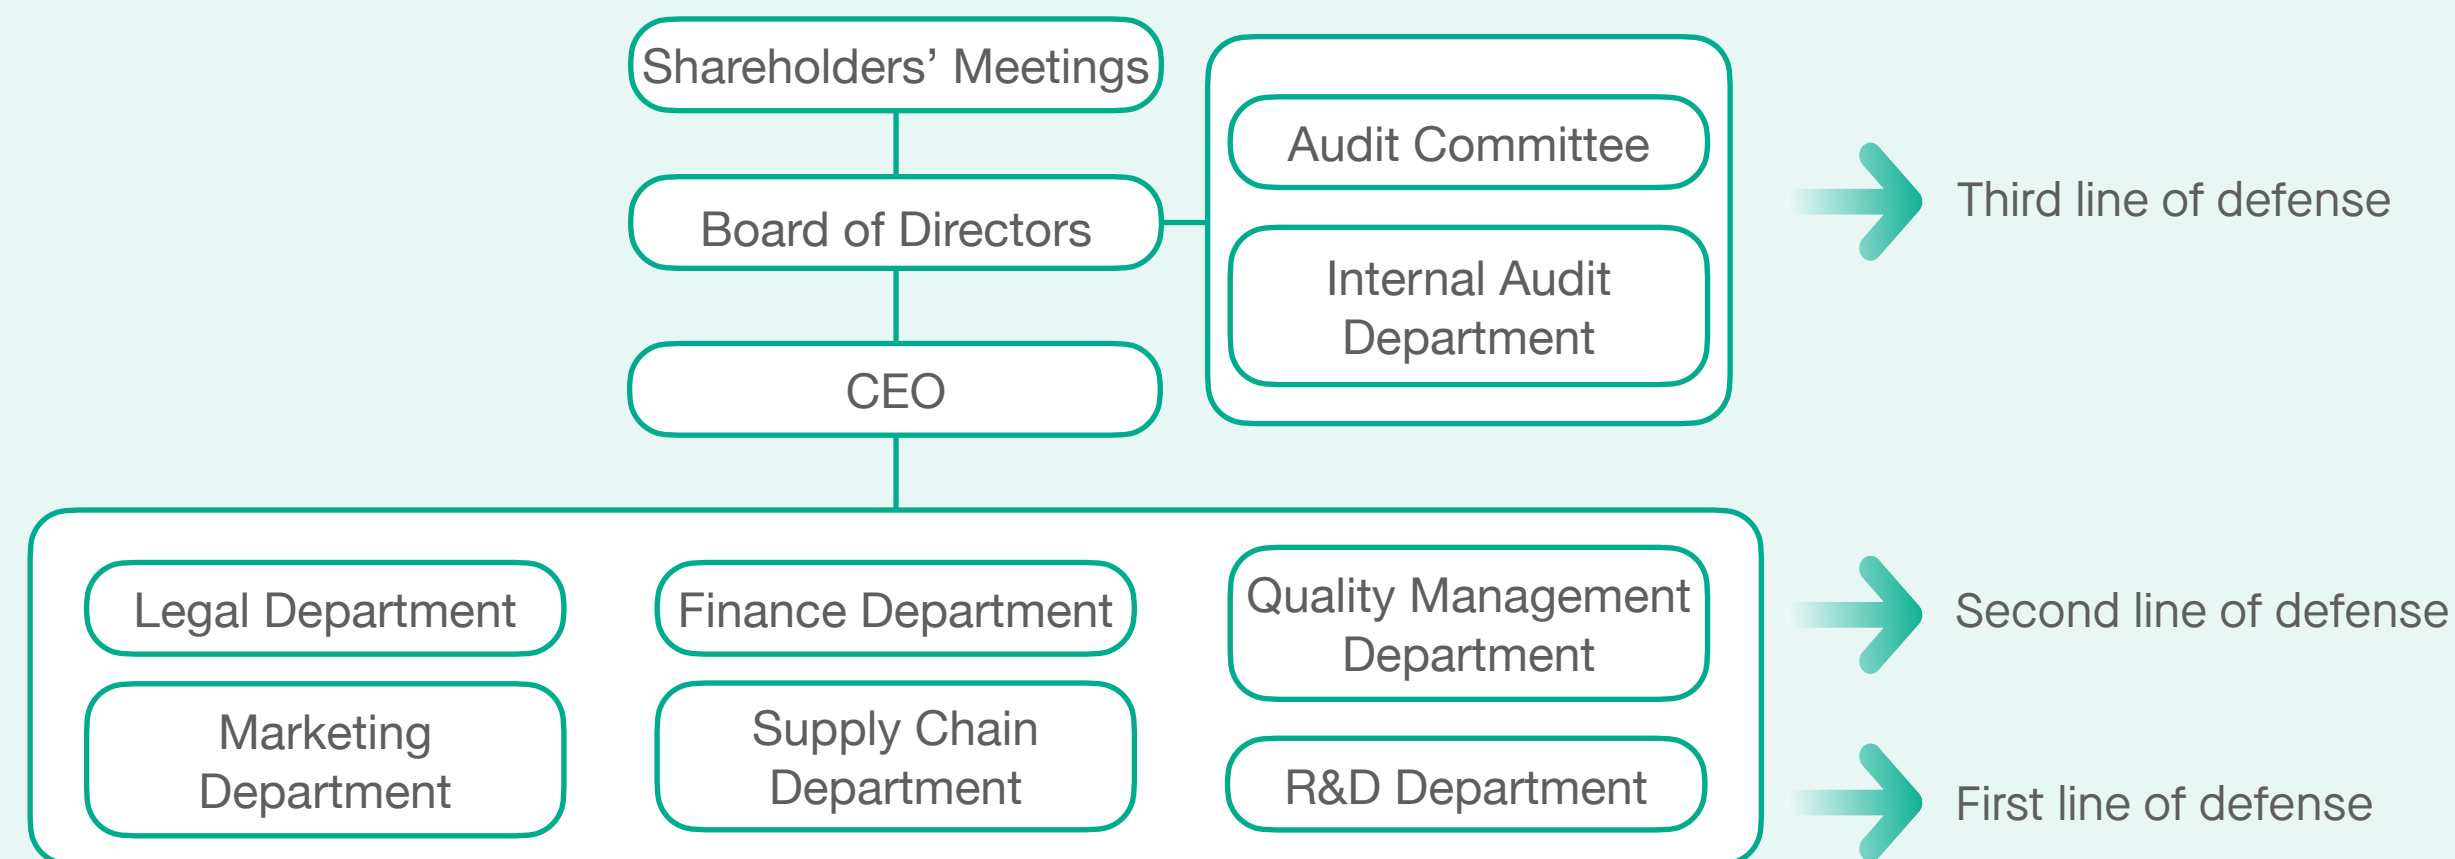 Shareholders’ Meetings
Board of Directors
CEO
Audit Committee
Internal Audit
Department
Third line of defense
Legal Department
Finance Department
Quality Management
Department
Second line of defense
Marketing
Department
Supply Chain
Department
R&D Department
First line of defense